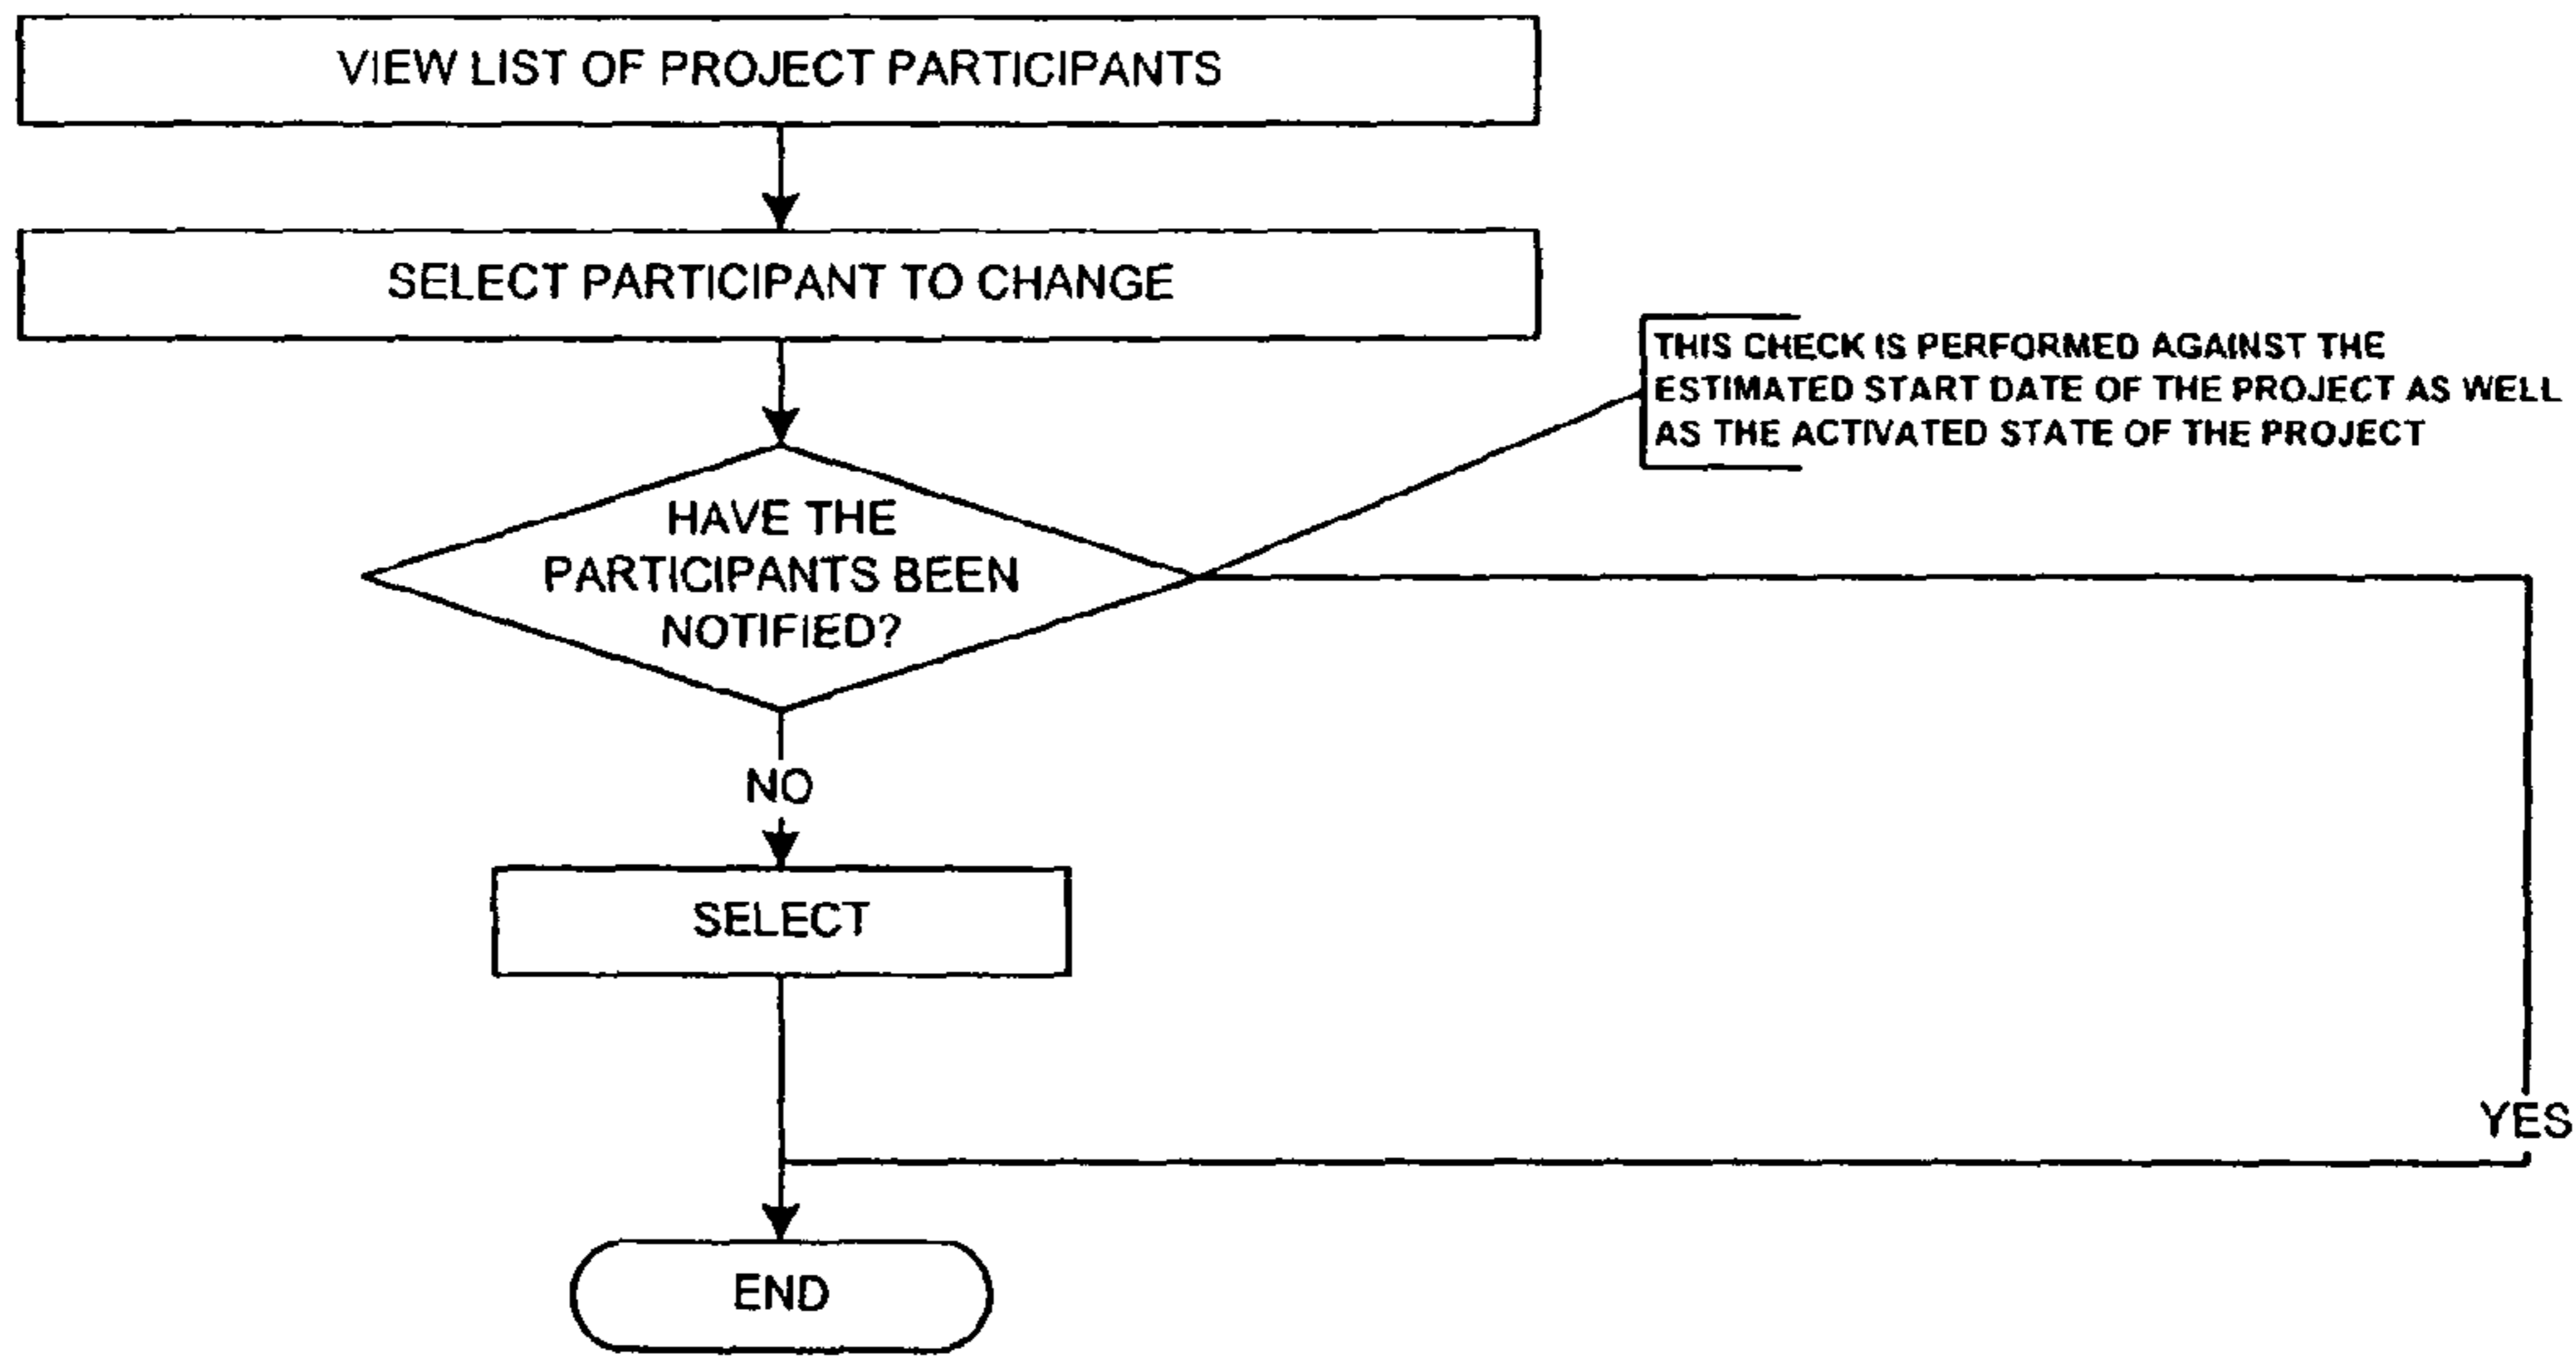 VIEW LIST OF PROJECT PARTICIPANTS
SELECT PARTICIPANT TO CHANGE
THIS CHECK IS PERFORMED AGAINST THE
ESTIMATED START DATE OF THE PROJECT AS WELL
AS THE ACTIVATED STATE OF THE PROJECT
HAVE THE
PARTICIPANTS BEEN
NOTIFIED?
NO
SELECT
YES
END